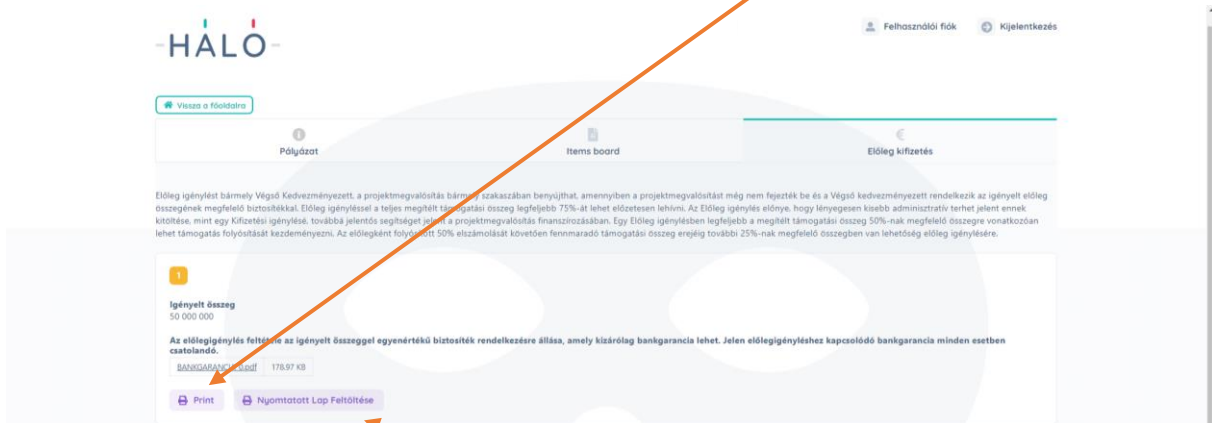 HÁLÓ
Felhasználói fiók
Kijelentkezés
Vissza a főoldalra
Pályázat
Items board
Előleg kifizetés
Előleg igénylést bármely Végső Kedvezményezett, a projektmegvalósítás bármely szakaszában benyújthat, amennyiben a projektmegvalósítást még nem fejezték be és a Végső kedvezményezett rendelkezik az igényelt előleg
összegének megfelelő biztosítékkal. Előleg igényléssel a teljes megítélt támogatási összeg legfeljebb 75%-át lehet előzetesen lehívni. Az Előleg igénylés előnye, hogy lényegesen kisebb adminisztratív terhet jelent ennek
kitöltése, mint egy Kifizetési igénylésé, továbbá jelentős segítséget jelent a projektmegvalósítás finanszírozásában. Egy Előleg igénylésben legfeljebb a megítélt támogatási összeg 50%-nak megfelelő összegre vonatkozóan
lehet támogatás folyósítását kezdeményezni. Az előlegként folyósított 50% elszámolását követően fennmaradó támogatási összeg erejéig további 25%-nak megfelelő összegben van lehetőség előleg igénylésére.
1
Igényelt összeg
50 000 000
Az előlegigénylés feltétele az igényelt összeggel egyenértékű biztosíték rendelkezésre állása, amely kizárólag bankgarancia lehet. Jelen előlegigényléshez kapcsolódó bankgarancia minden esetben
csatolandó.
178.97 KB
Print
Nyomtatott Lap Feltöltése